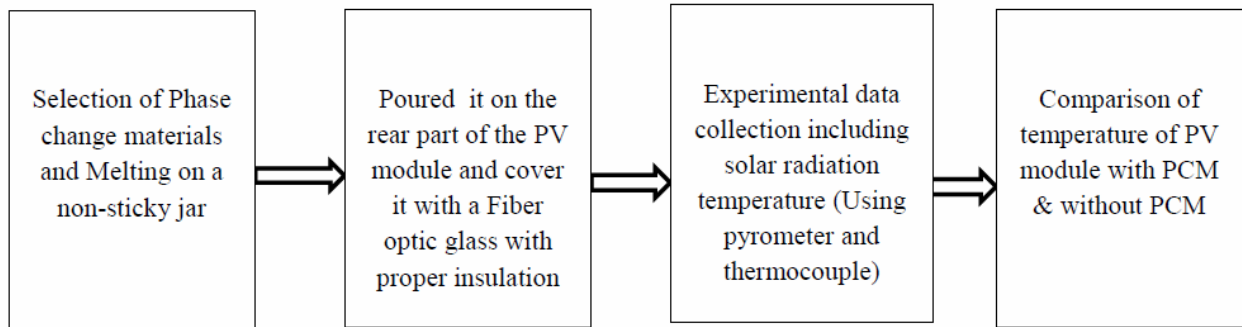 Selection of Phase
change materials
and Melting on a
non-sticky jar
Poured it on the
rear part of the PV
module and cover
it with a Fiber
optic glass with
proper insulation
Experimental data
collection including
solar radiation
temperature (Using
pyrometer and
thermocouple)
Comparison of
temperature of PV
module with PCM
& without PCM